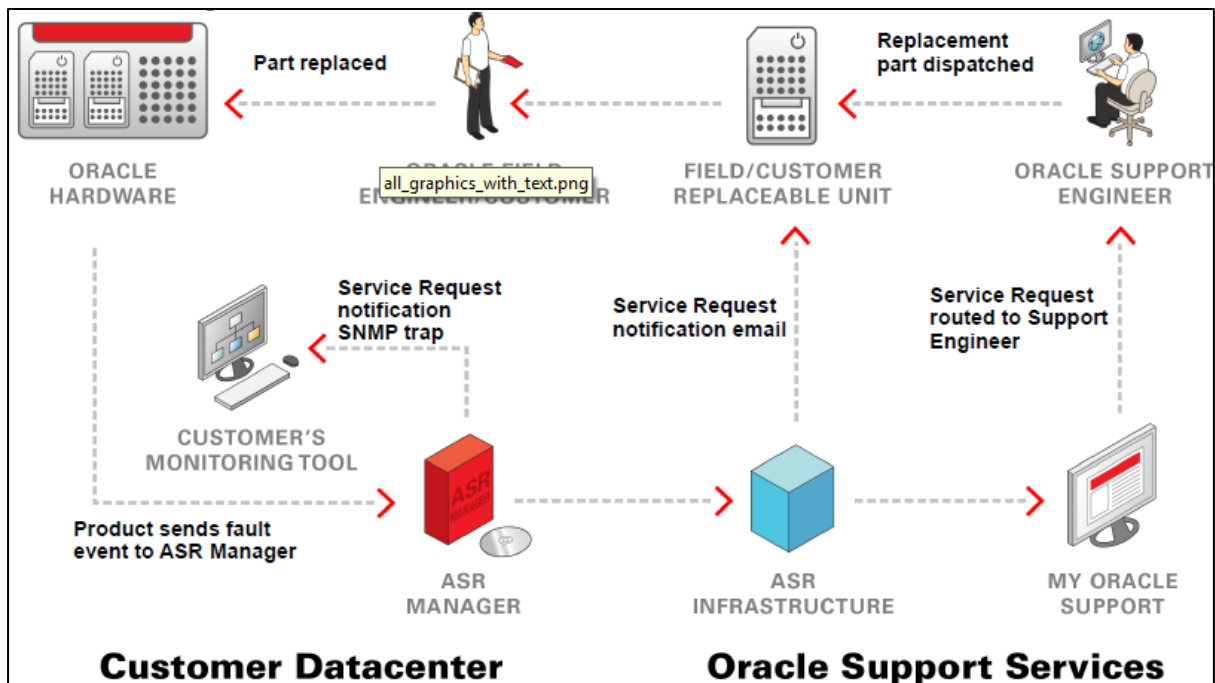 Part replaced
Replacement
part dispatched
ORACLE
HARDWARE
all_graphics_with_text.png
FIELD/CUSTOMER
REPLACEABLE UNIT
ORACLE SUPPORT
ENGINEER
Service Request
notification
SNMP trap
Service Request
notification email
Service Request
routed to Support
Engineer
CUSTOMER'S
MONITORING TOOL
ASR
MANAGER
Product sends fault
event to ASR Manager
ASR
MANAGER
ASR
INFRASTRUCTURE
MY ORACLE
SUPPORT
Customer Datacenter
Oracle Support Services